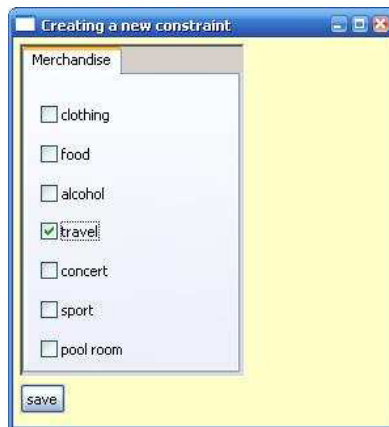 Creating a new constraint
Merchandise
clothing
food
alcohol
travel
concert
sport
pool room
save